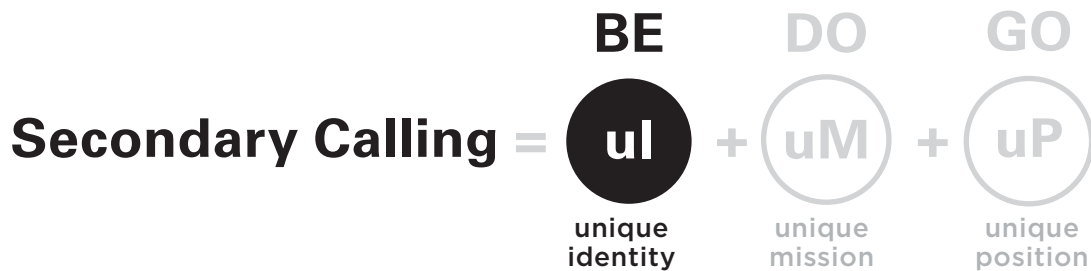 BE DO GO
Secondary Calling = uI + uM + uP
unique unique unique
identity mission position